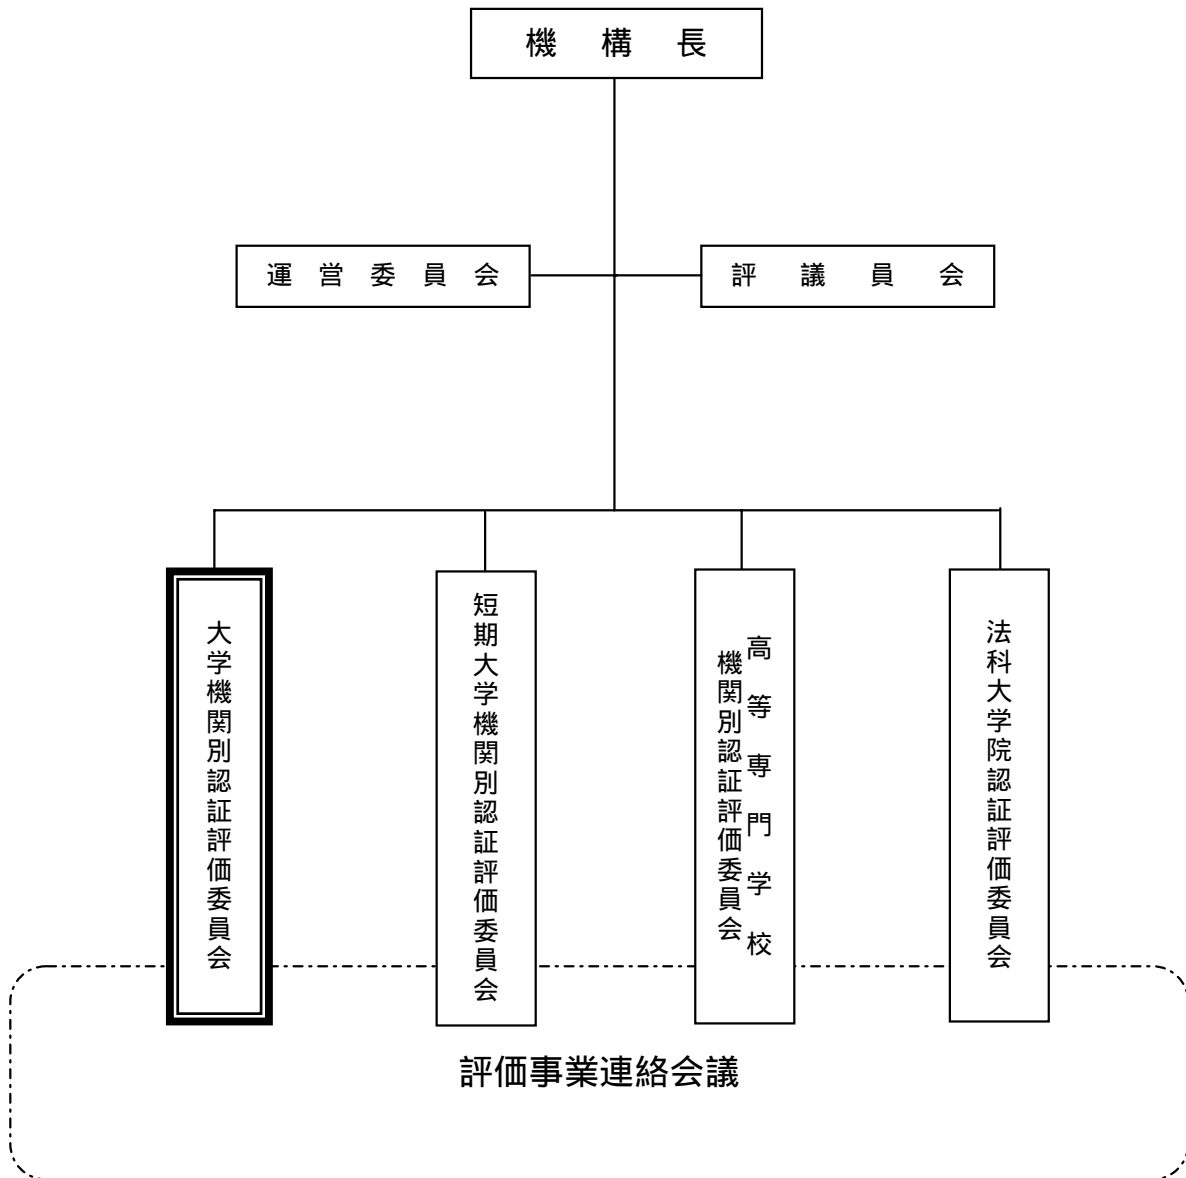 機構長
運営委員会
評議員会
大学機関別認証評価委員会
短期大学機関別認証評価委員会
高等専門学校
機関別認証評価委員会
法科大学院認証評価委員会
評価事業連絡会議